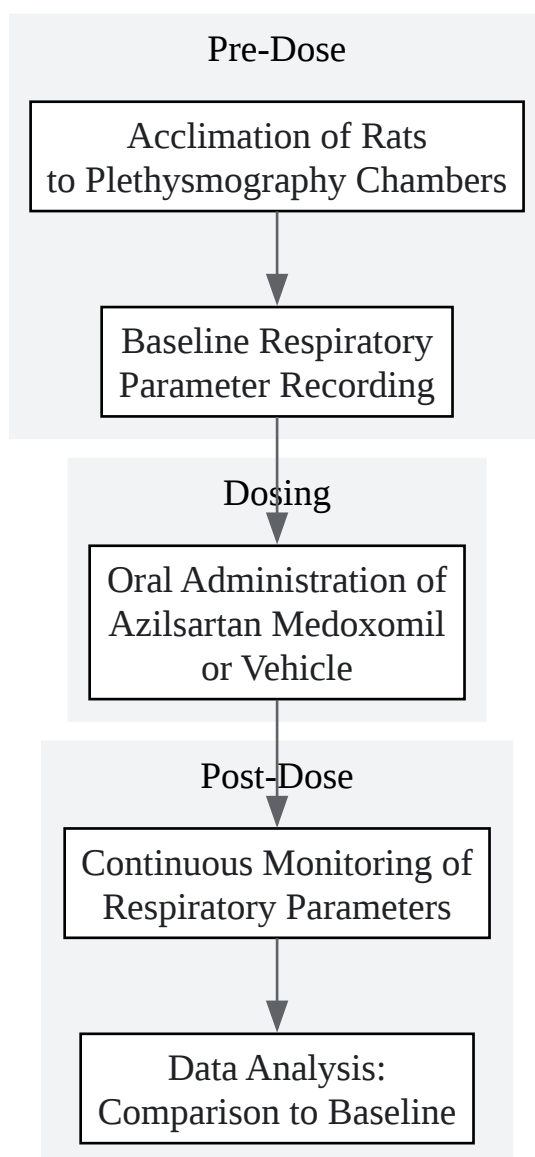 Pre-Dose
Acclimation of Rats
to Plethysmography Chambers
Baseline Respiratory
Parameter Recording
Dosing
Oral Administration of
Azilsartan Medoxomil
or Vehicle
Post-Dose
Continuous Monitoring of
Respiratory Parameters
Data Analysis:
Comparison to Baseline